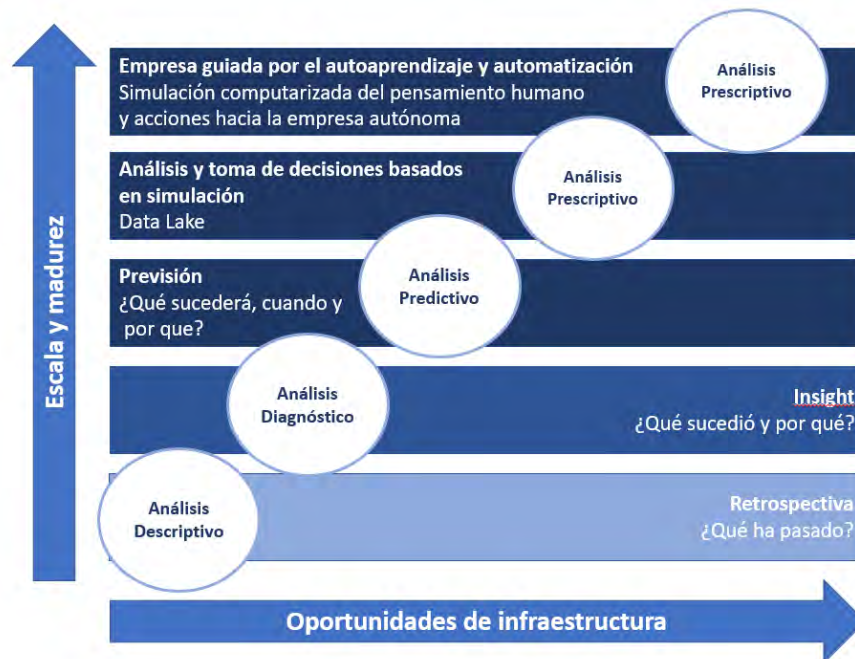 Escala y madurez
Empresa guiada por el autoaprendizaje y automatización
Simulación computarizada del pensamiento humano
y acciones hacia la empresa autónoma
Análisis
Prescriptivo
Análisis y toma de decisiones basados
en simulación
Data Lake
Análisis
Prescriptivo
Previsión
¿Qué sucederá, cuando y
por que?
Análisis
Predictivo
Análisis
Diagnóstico
Insight
¿Qué sucedió y por qué?
Análisis
Descriptivo
Retrospectiva
¿Qué ha pasado?
Oportunidades de infraestructura